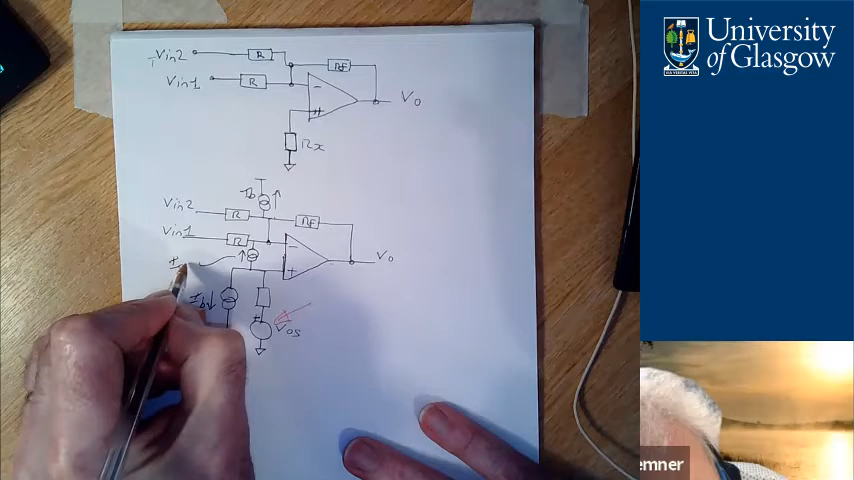 University
of Glasgow
Vin2
R
Rf
Vin1
R
Vo
Rx
Ib
Vin2
R
Rf
Vin1
R
Vo
Ib
Vos
emner